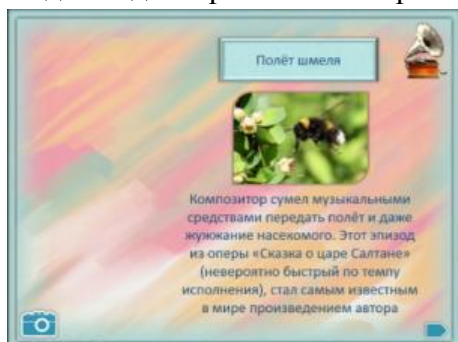 Полёт шмеля
Композитор сумел музыкальными
средствами передать полёт и даже
жужжание насекомого. Этот эпизод
из оперы «Сказка о царе Салтане»
(невероятно быстрый по темпу
исполнения), стал самым известным
в мире произведением автора